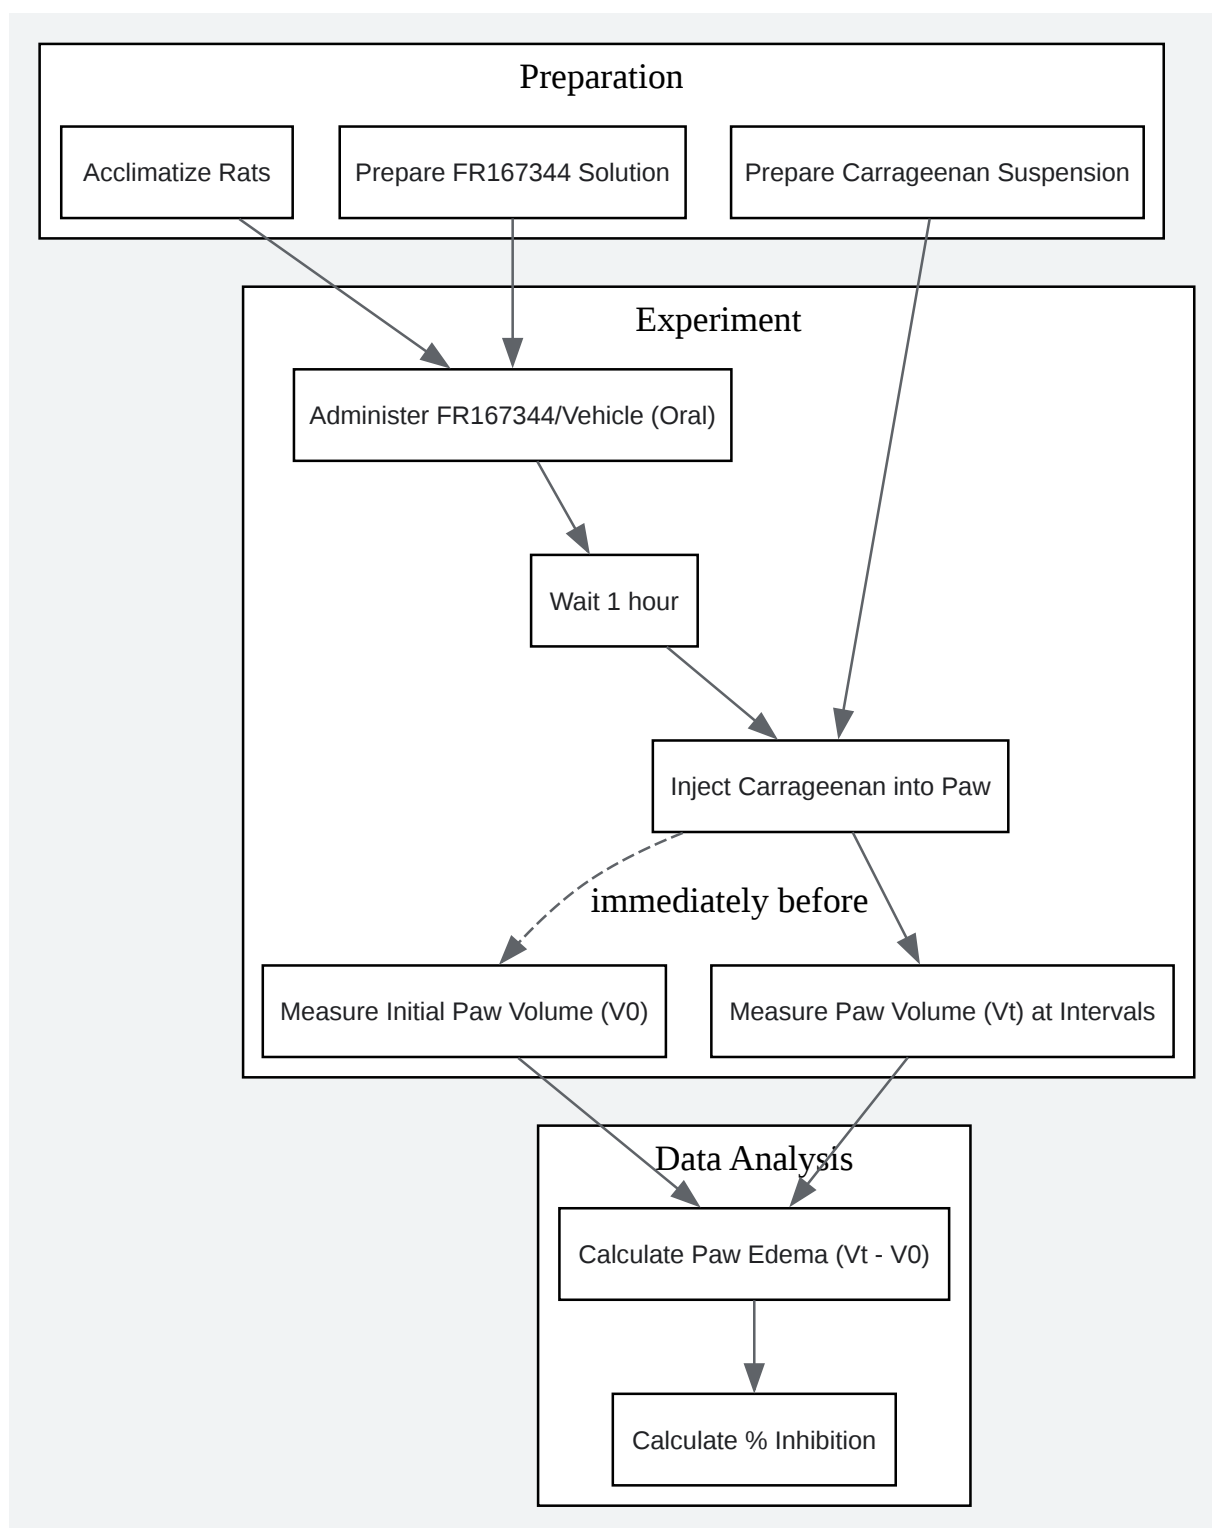 Preparation
Acclimatize Rats
Prepare FR167344 Solution
Prepare Carrageenan Suspension
Experiment
Administer FR167344/Vehicle (Oral)
Wait 1 hour
Inject Carrageenan into Paw
immediately before
Measure Initial Paw Volume (V0)
Measure Paw Volume (Vt) at Intervals
Data Analysis
Calculate Paw Edema (Vt - V0)
Calculate % Inhibition